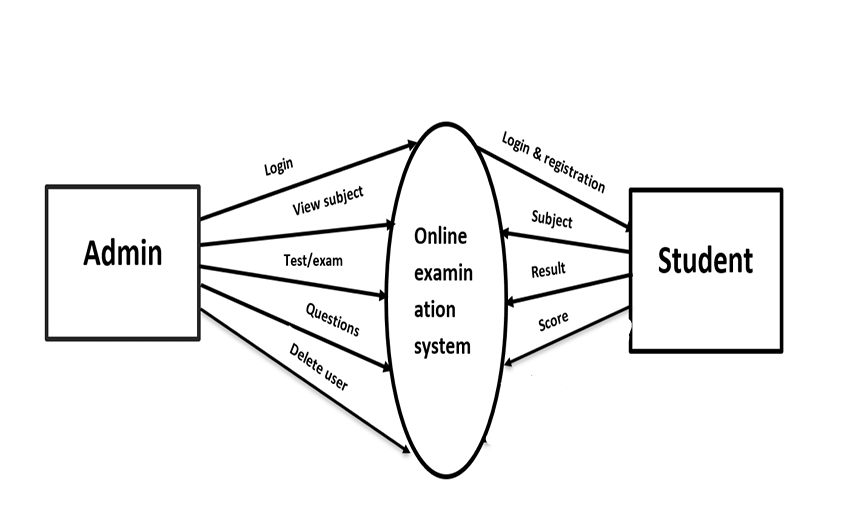 Admin
Login
View subject
Test/exam
Questions
Delete user
Online
examin
ation
system
Login & registration
Subject
Result
Score
Student